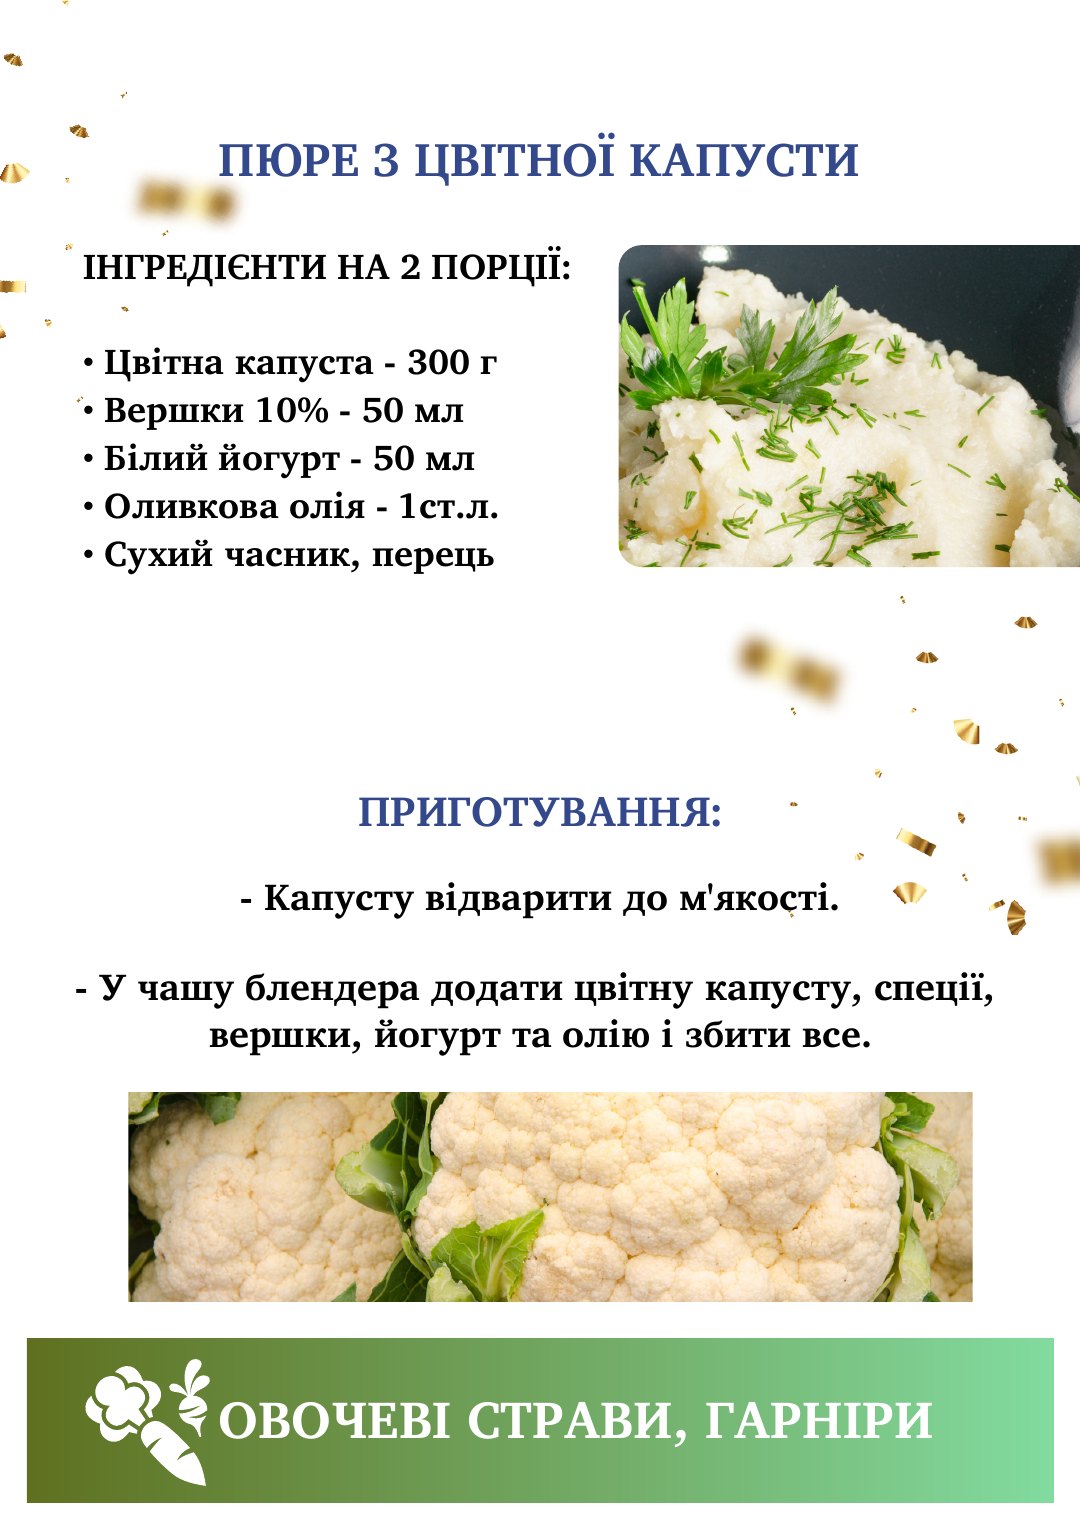 ПЮРЕ З ЦВІТНОЇ КАПУСТИ
ІНГРЕДІЄНТИ НА 2 ПОРЦІЇ:
• Цвітна капуста - 300 г
• Вершки 10% - 50 мл
• Білий йогурт - 50 мл
• Оливкова олія - 1ст.л.
• Сухий часник, перець
ПРИГОТУВАННЯ:
- Капусту відварити до м'якості.
- У чашу блендера додати цвітну капусту, спеції,
вершки, йогурт та олію і збити все.
ОВОЧЕВІ СТРАВИ, ГАРНІРИ